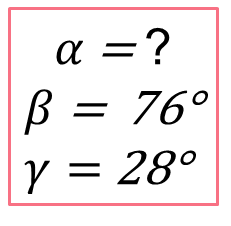 α = ?
β = 76°
γ = 28°